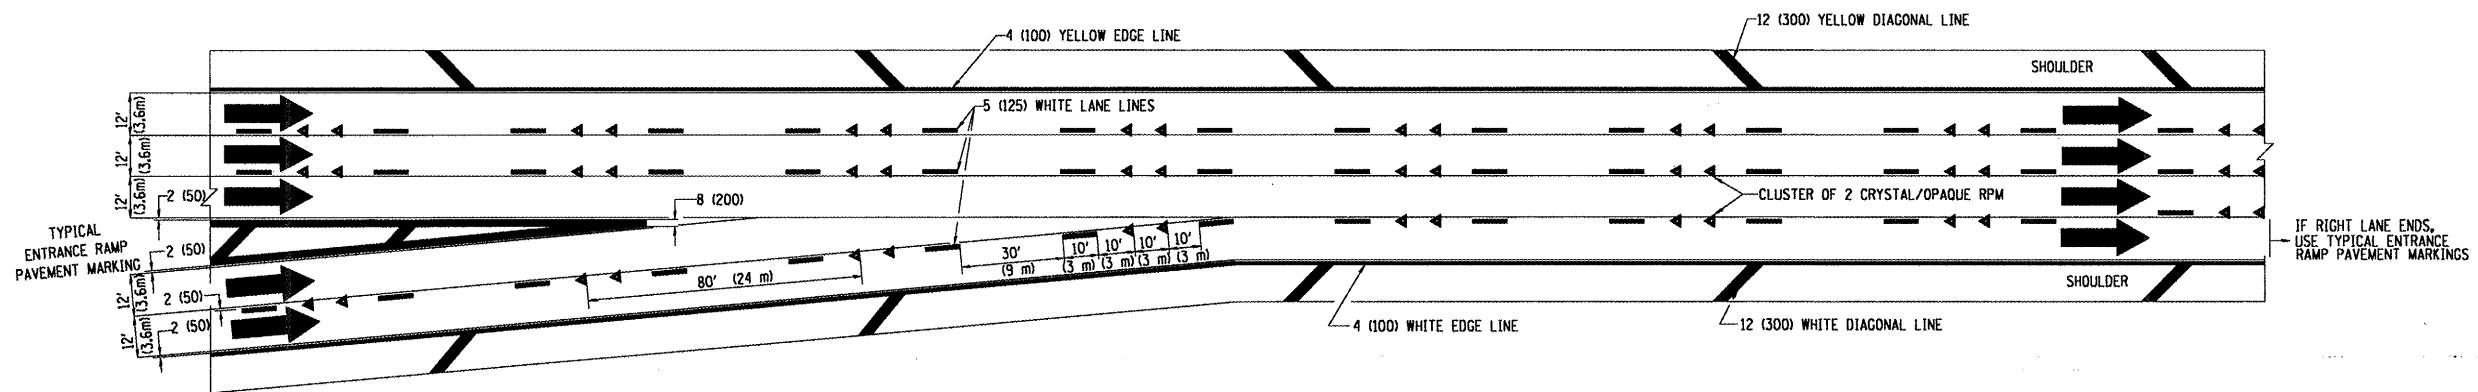 12 (300) YELLOW DIAGONAL LINE
4 (100) YELLOW EDGE LINE
SHOULDER
5 (125) WHITE LANE LINES
12'
(3.6m)
12'
(3.6m)
12'
(3.6m)
2 (50)
8 (200)
CLUSTER OF 2 CRYSTAL/OPAQUE RPM
TYPICAL
ENTRANCE RAMP
PAVEMENT MARKING
2 (50)
30'
(9 m)
10'
(3 m)
10'
(3 m)
10'
(3 m)
10'
(3 m)
IF RIGHT LANE ENDS,
USE TYPICAL ENTRANCE
RAMP PAVEMENT MARKINGS
80' (24 m)
SHOULDER
12'
(3.6m)
2 (50)
12'
(3.6m)
2 (50)
4 (100) WHITE EDGE LINE
12 (300) WHITE DIAGONAL LINE